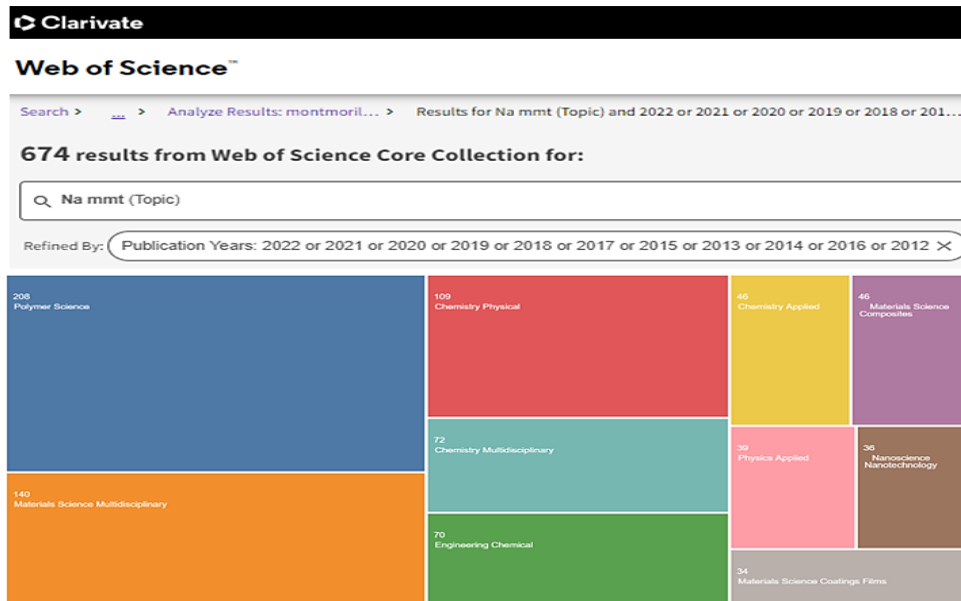 Clarivate
Web of Science™
Search > ... > Analyze Results: montmoril... > Results for Na mmt (Topic) and 2022 or 2021 or 2020 or 2019 or 2018 or 201...
674 results from Web of Science Core Collection for:
Na mmt (Topic)
Refined By: Publication Years: 2022 or 2021 or 2020 or 2019 or 2018 or 2017 or 2015 or 2013 or 2014 or 2016 or 2012 ×
208
Polymer Science
140
Materials Science Multidisciplinary
109
Chemistry Physical
72
Chemistry Multidisciplinary
70
Engineering Chemical
46
Chemistry Applied
46
Materials Science
Composites
39
Physics Applied
36
Nanoscience
Nanotechnology
34
Materials Science Coatings Films